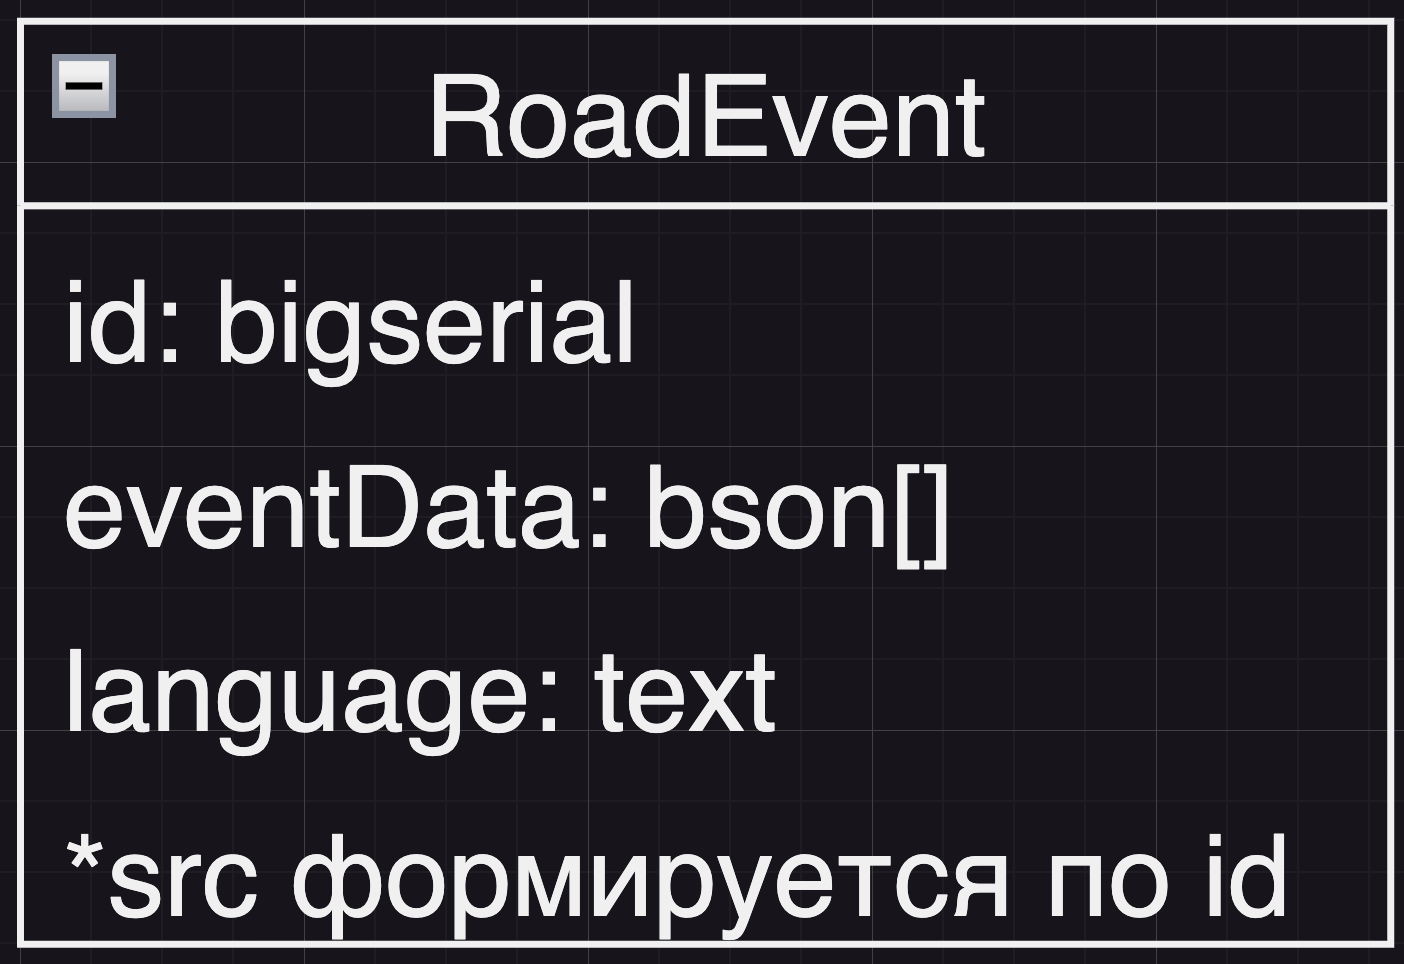 RoadEvent
id: bigserial
eventData: bson[]
language: text
*src формируется по id